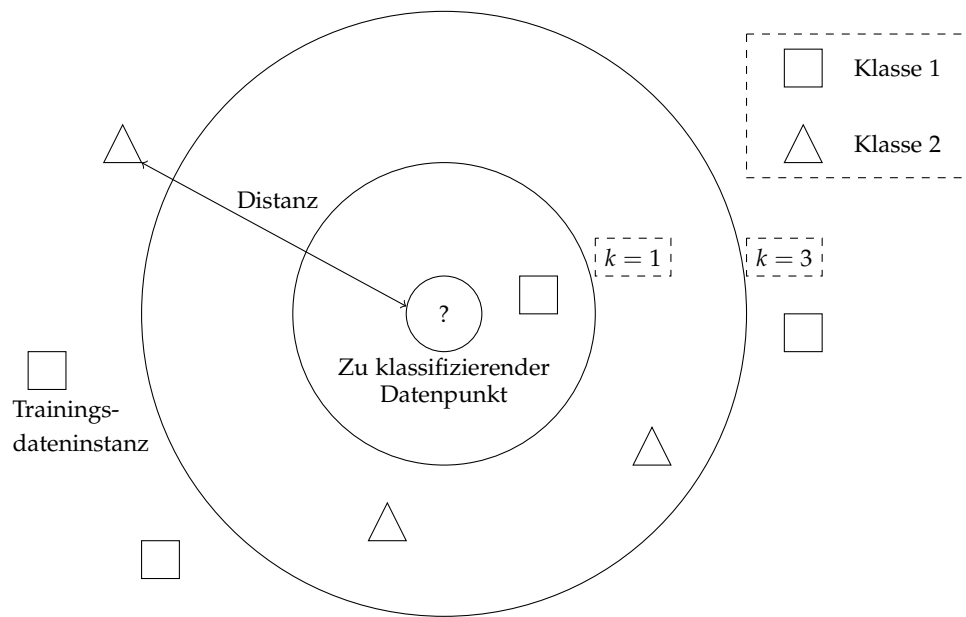 Klasse 1
Klasse 2
Distanz
k = 1
k = 3
?
Zu klassifizierender
Datenpunkt
Trainings-
dateninstanz